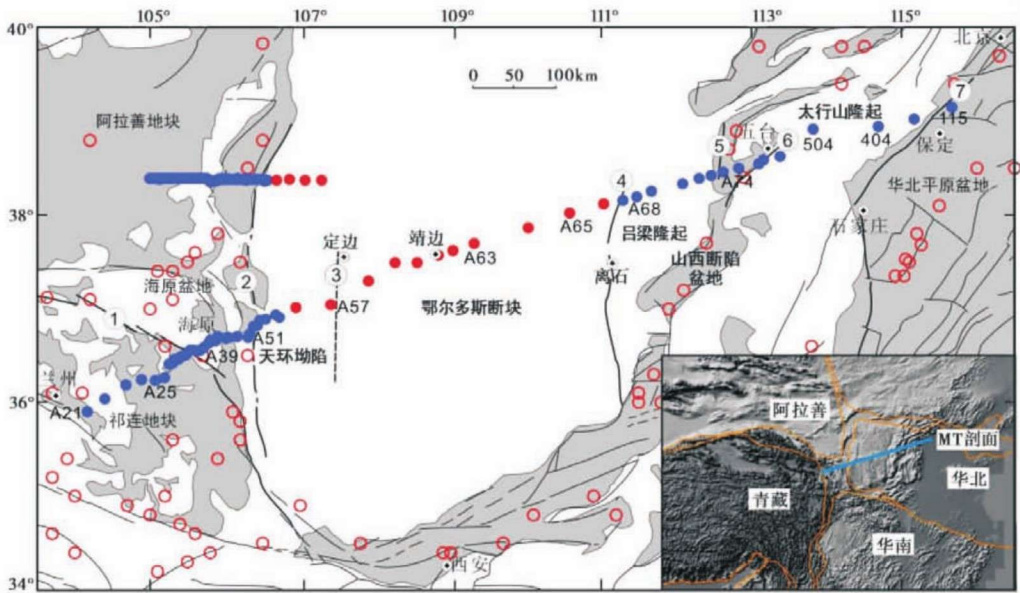 105°
107°
109°
111°
113°
115°
40°
北京
0 50 100km
阿拉善地块
太行山隆起
7
115
五台
5
6
504
404
保定
4
A74
华北平原盆地
38°
A68
A65
吕梁隆起
石家庄
定边
靖边
A63
山西断陷
盆地
2
3
离石
海原盆地
A57
鄂尔多斯断块
1
海原
A51
A39
天环坳陷
兰州
A25
A21
祁连地块
36°
34°
西安
阿拉善
MT剖面
青藏
华北
华南